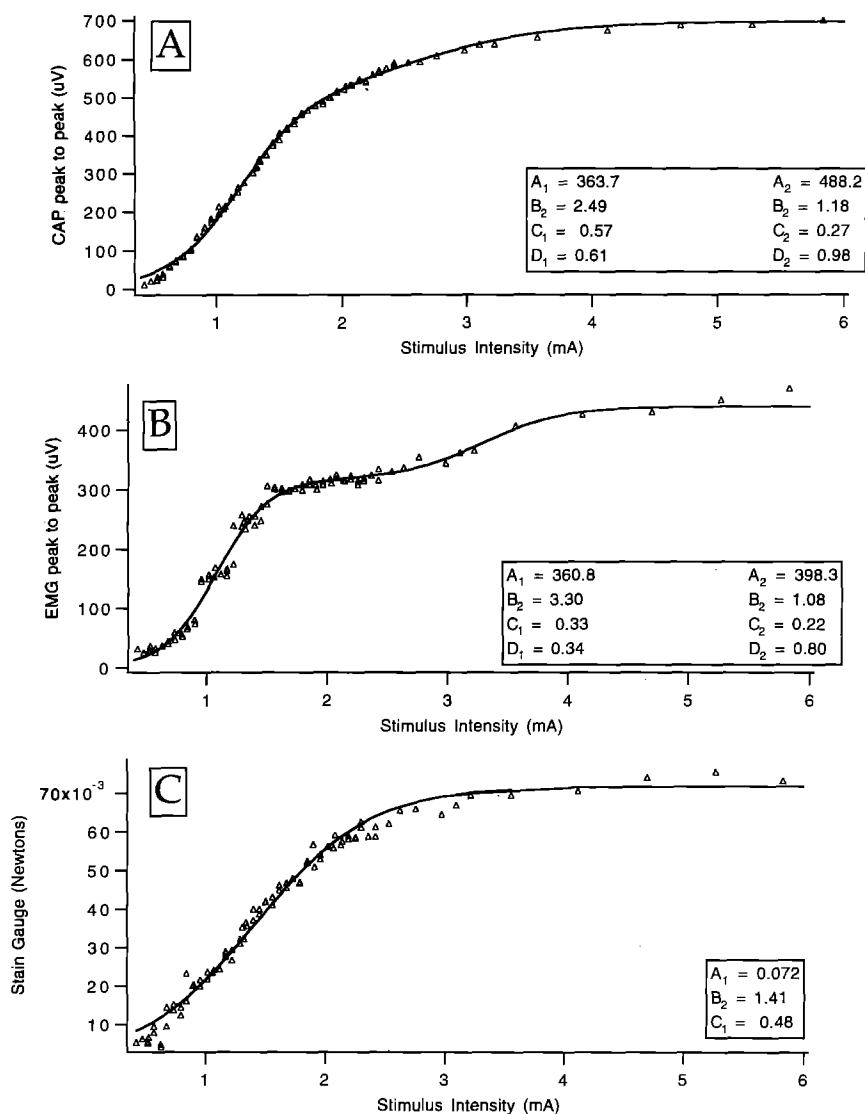 A
700
600
500
400
300
200
100
0
CAP peak to peak (uV)
A1 = 363.7 A2 = 488.2
B2 = 2.49 B2 = 1.18
C1 = 0.57 C2 = 0.27
D1 = 0.61 D2 = 0.98
1 2 3 4 5 6
Stimulus Intensity (mA)
B
400
300
200
100
0
EMG peak to peak (uV)
A1 = 360.8 A2 = 398.3
B2 = 3.30 B2 = 1.08
C1 = 0.33 C2 = 0.22
D1 = 0.34 D2 = 0.80
1 2 3 4 5 6
Stimulus Intensity (mA)
C
70x10-3
60
50
40
30
20
10
Stain Gauge (Newtons)
A1 = 0.072
B2 = 1.41
C1 = 0.48
1 2 3 4 5 6
Stimulus Intensity (mA)